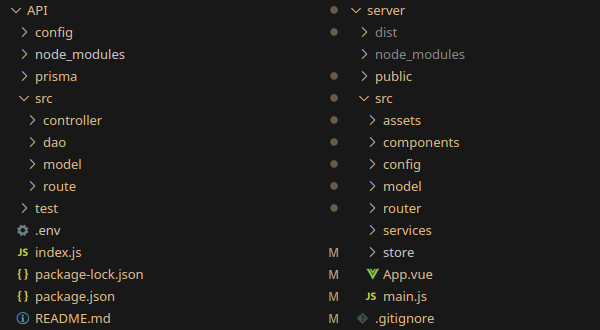 API
config
node_modules
prisma
src
controller
dao
model
route
test
.env
JS index.js M
{ } package-lock.json M
{ } package.json M
README.md M
server
dist
node_modules
public
src
assets
components
config
model
router
services
store
App.vue
JS main.js
.gitignore